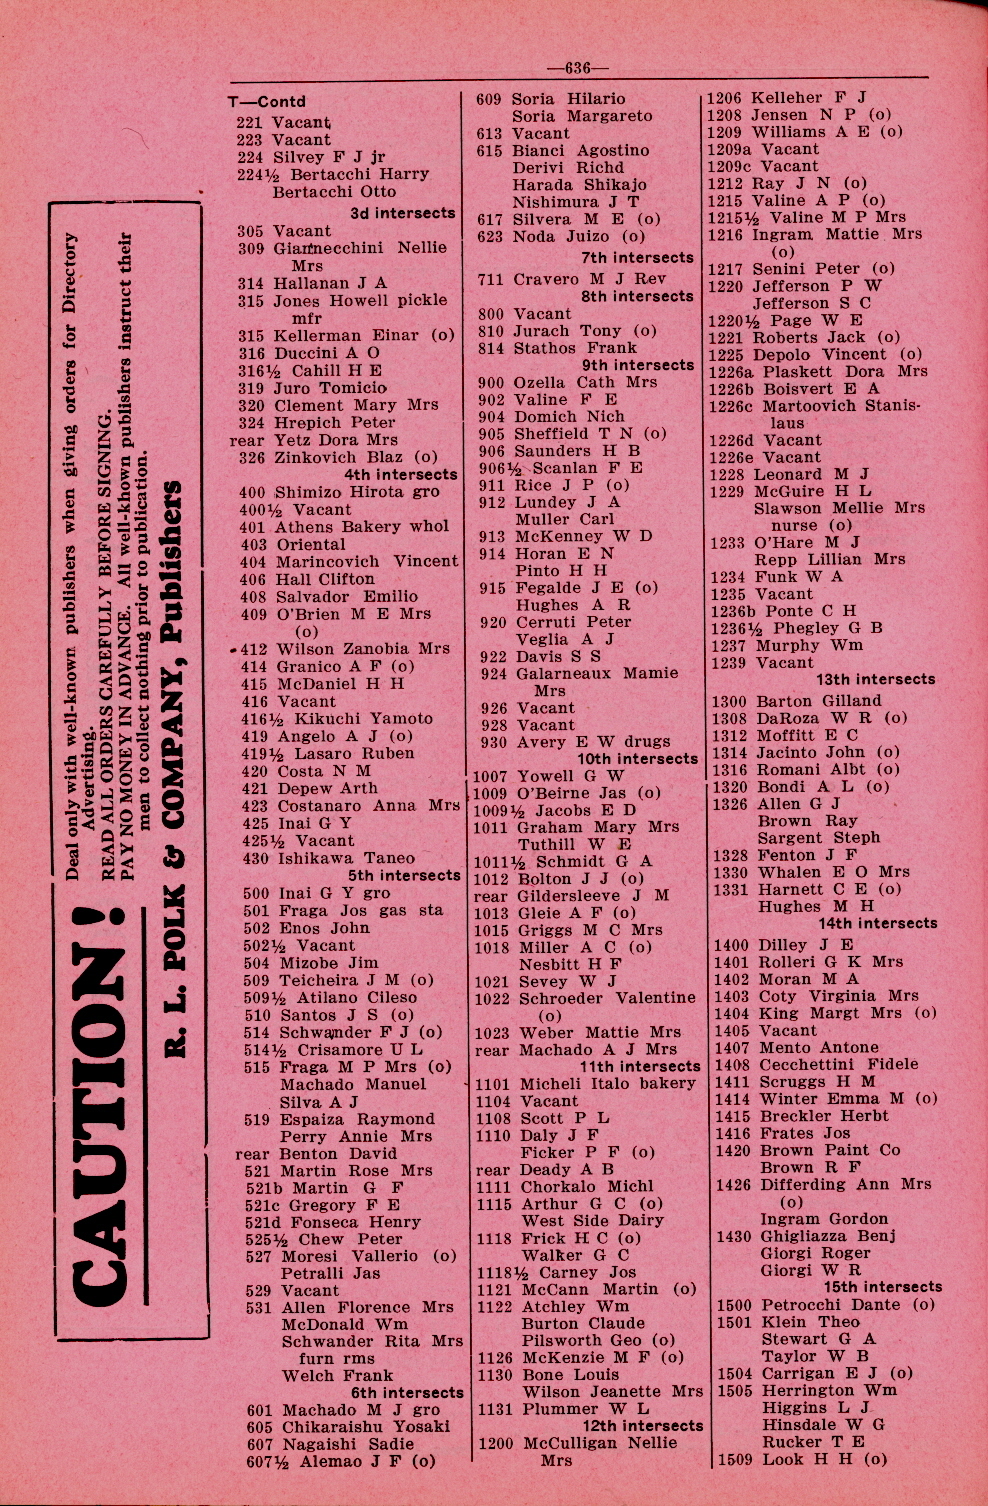 —636—
Deal only with well-known publishers when giving orders for Directory
Advertising.
READ ALL ORDERS CAREFULLY BEFORE SIGNING.
PAY NO MONEY IN ADVANCE. All well-known publishers instruct their
men to collect nothing prior to publication.
CAUTION!
R. L. POLK & COMPANY, Publishers
T—Contd
221 Vacant
223 Vacant
224 Silvey F J jr
224½ Bertacchi Harry
Bertacchi Otto
3d intersects
305 Vacant
309 Giannecchini Nellie
Mrs
314 Hallanan J A
315 Jones Howell pickle
mfr
315 Kellerman Einar (o)
316 Duccini A O
316½ Cahill H E
319 Juro Tomicio
320 Clement Mary Mrs
324 Hrepich Peter
rear Yetz Dora Mrs
326 Zinkovich Blaz (o)
4th intersects
400 Shimizo Hirota gro
400½ Vacant
401 Athens Bakery whol
403 Oriental
404 Marincovich Vincent
406 Hall Clifton
408 Salvador Emilio
409 O'Brien M E Mrs
(o)
412 Wilson Zanobia Mrs
414 Granico A F (o)
415 McDaniel H H
416 Vacant
416½ Kikuchi Yamoto
419 Angelo A J (o)
419½ Lasaro Ruben
420 Costa N M
421 Depew Arth
423 Costanaro Anna Mrs
425 Inai G Y
425½ Vacant
430 Ishikawa Taneo
5th intersects
500 Inai G Y gro
501 Fraga Jos gas sta
502 Enos John
502½ Vacant
504 Mizobe Jim
509 Teicheira J M (o)
509½ Atilano Cileso
510 Santos J S (o)
514 Schwander F J (o)
514½ Crisamore U L
515 Fraga M P Mrs (o)
Machado Manuel
Silva A J
519 Espaiza Raymond
Perry Annie Mrs
rear Benton David
521 Martin Rose Mrs
521b Martin G F
521c Gregory F E
521d Fonseca Henry
525½ Chew Peter
527 Moresi Vallerio (o)
Petralli Jas
529 Vacant
531 Allen Florence Mrs
McDonald Wm
Schwander Rita Mrs
furn rms
Welch Frank
6th intersects
601 Machado M J gro
605 Chikaraishu Yosaki
607 Nagaishi Sadie
607½ Alemao J F (o)
609 Soria Hilario
Soria Margareto
613 Vacant
615 Bianci Agostino
Derivi Richd
Harada Shikajo
Nishimura J T
617 Silvera M E (o)
623 Noda Juizo (o)
7th intersects
711 Cravero M J Rev
8th intersects
800 Vacant
810 Jurach Tony (o)
814 Stathos Frank
9th intersects
900 Ozella Cath Mrs
902 Valine F E
904 Domich Nich
905 Sheffield T N (o)
906 Saunders H B
906½ Scanlan F E
911 Rice J P (o)
912 Lundey J A
Muller Carl
913 McKenney W D
914 Horan E N
Pinto H H
915 Fegalde J E (o)
Hughes A R
920 Cerruti Peter
Veglia A J
922 Davis S S
924 Galarneaux Mamie
Mrs
926 Vacant
928 Vacant
930 Avery E W drugs
10th intersects
1007 Yowell G W
1009 O'Beirne Jas (o)
1009½ Jacobs E D
1011 Graham Mary Mrs
Tuthill W E
1011½ Schmidt G A
1012 Bolton J J (o)
rear Gildersleeve J M
1013 Gleie A F (o)
1015 Griggs M C Mrs
1018 Miller A C (o)
Nesbitt H F
1021 Sevey W J
1022 Schroeder Valentine
(o)
1023 Weber Mattie Mrs
rear Machado A J Mrs
11th intersects
1101 Micheli Italo bakery
1104 Vacant
1108 Scott P L
1110 Daly J F
Ficker P F (o)
rear Deady A B
1111 Chorkalo Michl
1115 Arthur G C (o)
West Side Dairy
1118 Frick H C (o)
Walker G C
1118½ Carney Jos
1121 McCann Martin (o)
1122 Atchley Wm
Burton Claude
Pilsworth Geo (o)
1126 McKenzie M F (o)
1130 Bone Louis
Wilson Jeanette Mrs
1131 Plummer W L
12th intersects
1200 McCulligan Nellie
Mrs
1206 Kelleher F J
1208 Jensen N P (o)
1209 Williams A E (o)
1209a Vacant
1209c Vacant
1212 Ray J N (o)
1215 Valine A P (o)
1215½ Valine M P Mrs
1216 Ingram Mattie Mrs
(o)
1217 Senini Peter (o)
1220 Jefferson P W
Jefferson S C
1220½ Page W E
1221 Roberts Jack (o)
1225 Depolo Vincent (o)
1226a Plaskett Dora Mrs
1226b Boisvert E A
1226c Martoovich Stanis-
laus
1226d Vacant
1226e Vacant
1228 Leonard M J
1229 McGuire H L
Slawson Mellie Mrs
nurse (o)
1233 O'Hare M J
Repp Lillian Mrs
1234 Funk W A
1235 Vacant
1236b Ponte C H
1236½ Phegley G B
1237 Murphy Wm
1239 Vacant
13th intersects
1300 Barton Gilland
1308 DaRoza W R (o)
1312 Moffitt E C
1314 Jacinto John (o)
1316 Romani Albt (o)
1320 Bondi A L (o)
1326 Allen G J
Brown Ray
Sargent Steph
1328 Fenton J F
1330 Whalen E O Mrs
1331 Harnett C E (o)
Hughes M H
14th intersects
1400 Dilley J E
1401 Rolleri G K Mrs
1402 Moran M A
1403 Coty Virginia Mrs
1404 King Margt Mrs (o)
1405 Vacant
1407 Mento Antone
1408 Cecchettini Fidele
1411 Scruggs H M
1414 Winter Emma M (o)
1415 Breckler Herbt
1416 Frates Jos
1420 Brown Paint Co
Brown R F
1426 Differding Ann Mrs
(o)
Ingram Gordon
1430 Ghigliazza Benj
Giorgi Roger
Giorgi W R
15th intersects
1500 Petrocchi Dante (o)
1501 Klein Theo
Stewart G A
Taylor W B
1504 Carrigan E J (o)
1505 Herrington Wm
Higgins L J
Hinsdale W G
Rucker T E
1509 Look H H (o)